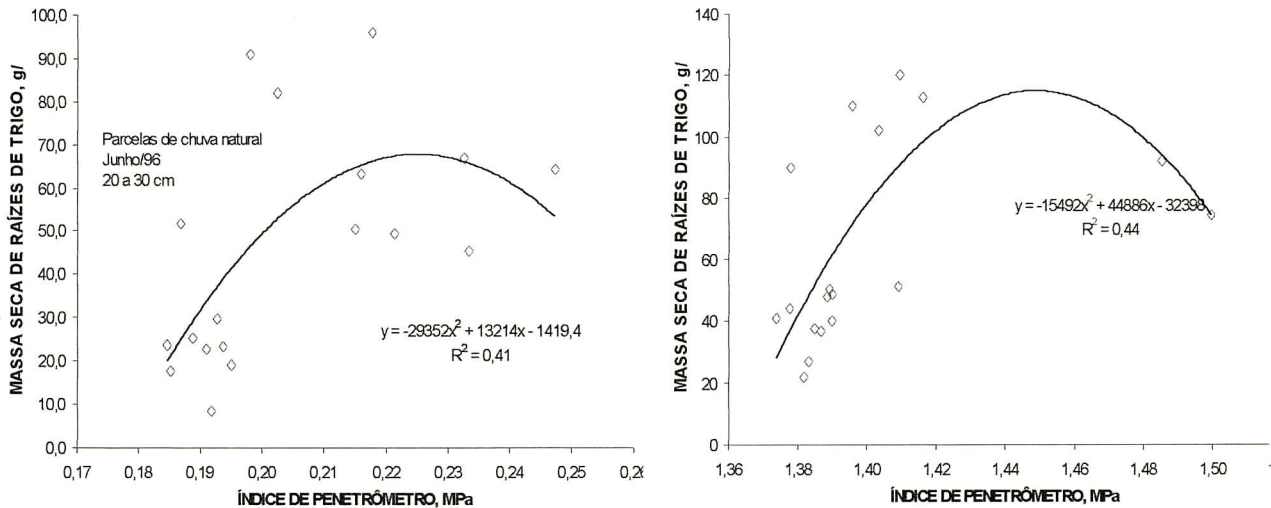 MASSA SECA DE RAÍZES DE TRIGO, g/
100,0
90,0
80,0
70,0
60,0
50,0
40,0
30,0
20,0
10,0
0,0
Parcelas de chuva natural
Junho/96
20 a 30 cm
y = -29352x² + 13214x - 1419,4
R² = 0,41
0,17 0,18 0,19 0,20 0,21 0,22 0,23 0,24 0,25 0,26
ÍNDICE DE PENETRÔMETRO, MPa
MASSA SECA DE RAÍZES DE TRIGO, g/
140
120
100
80
60
40
20
0
y = -15492x² + 44886x - 32398
R² = 0,44
1,36 1,38 1,40 1,42 1,44 1,46 1,48 1,50
ÍNDICE DE PENETRÔMETRO, MPa